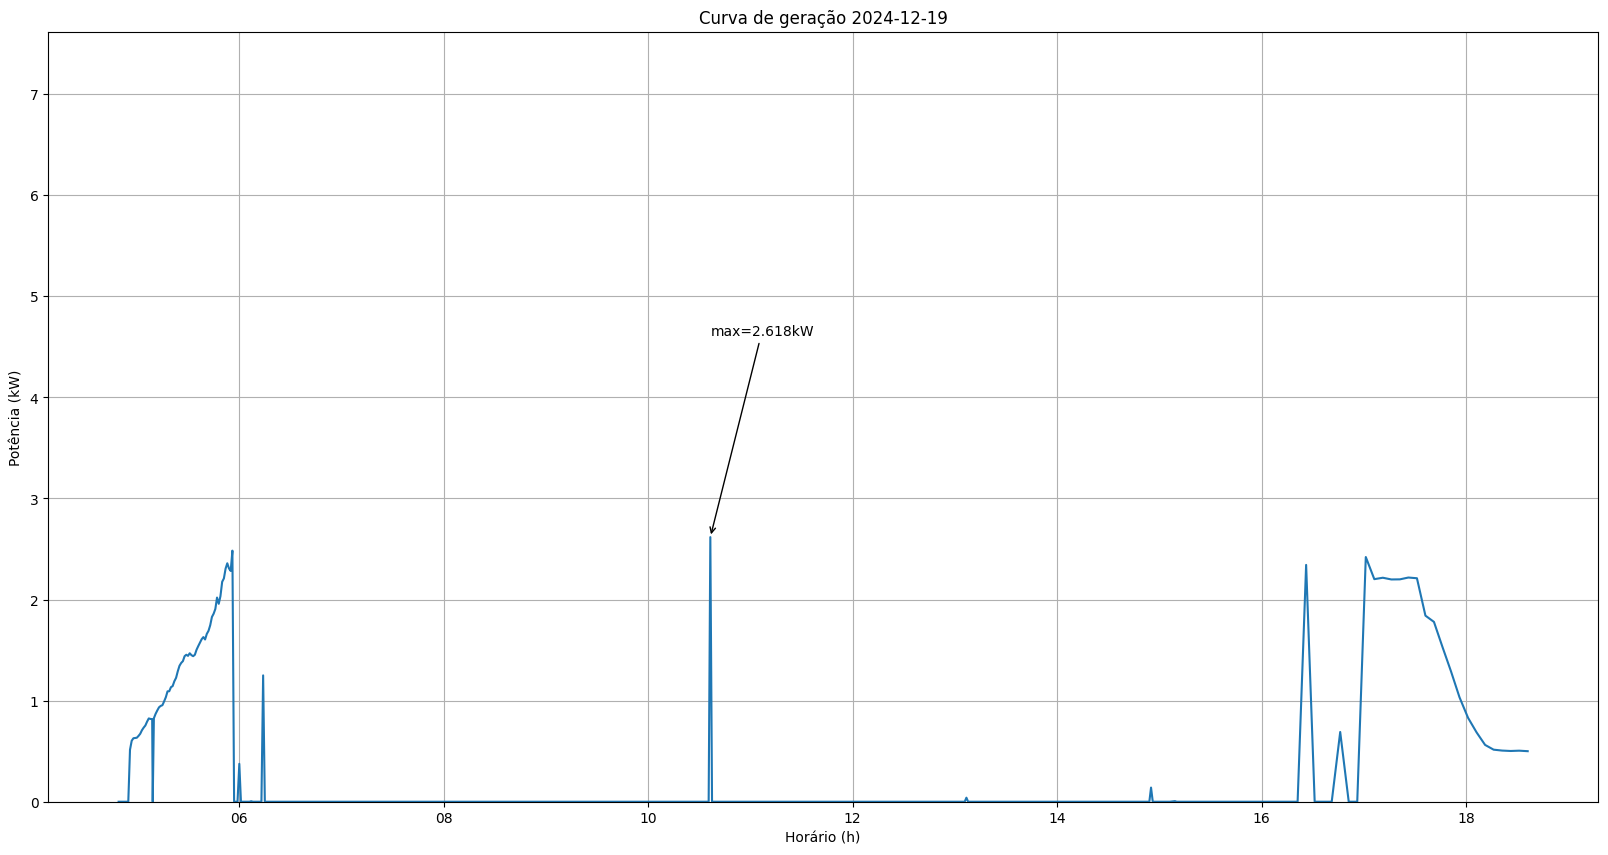 Curva de geração 2024-12-19
Potência (kW)
7
6
5
4
3
2
1
0
max=2.618kW
06 08 10 12 14 16 18
Horário (h)